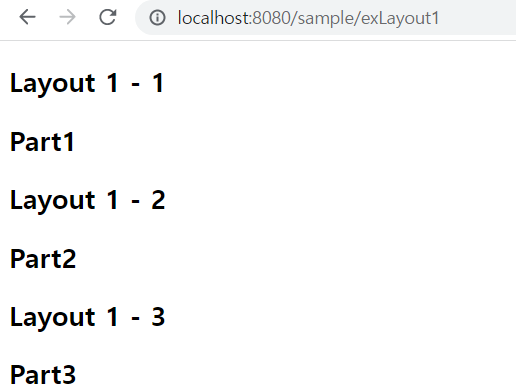 localhost:8080/sample/exLayout1
Layout 1 - 1
Part1
Layout 1 - 2
Part2
Layout 1 - 3
Part3